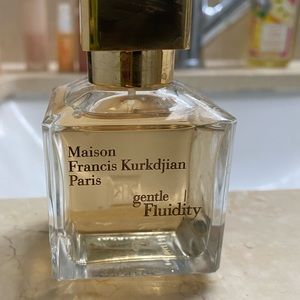 Maison
Francis Kurkdjian
Paris
gentle
Fluidity